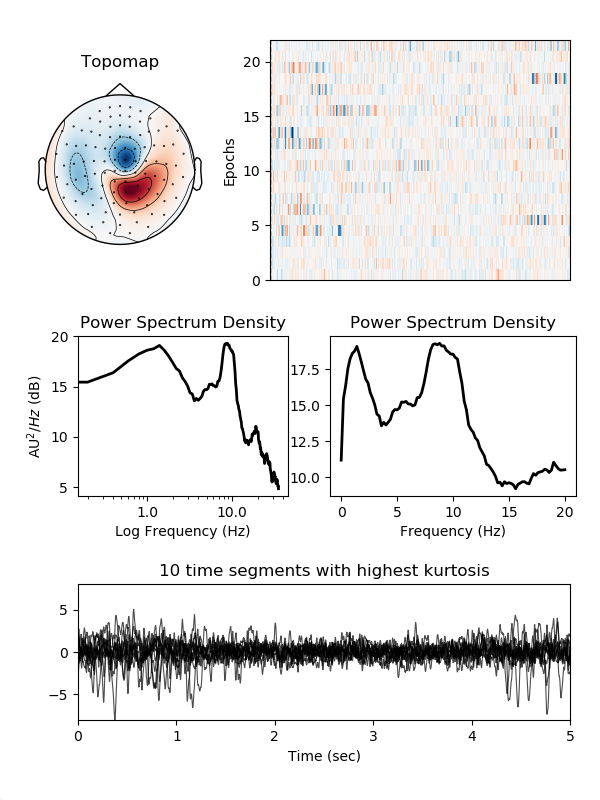 Topomap
Epochs
20
15
10
5
0
Power Spectrum Density
AU²/Hz (dB)
20
15
10
5
1.0 10.0
Log Frequency (Hz)
Power Spectrum Density
17.5
15.0
12.5
10.0
0 5 10 15 20
Frequency (Hz)
10 time segments with highest kurtosis
5
0
−5
0 1 2 3 4 5
Time (sec)